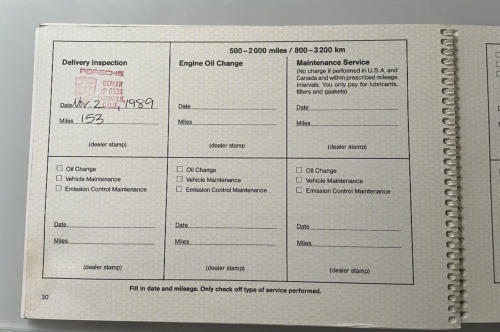 500-2000 miles / 800-3200 km
Delivery Inspection
Engine Oil Change
Maintenance Service
(No charge if performed in U.S.A. and
Canada and within prescribed mileage
intervals. You only pay for lubricants,
filters and gaskets)
PORSCHE
DEALER
Date Nov. 2, 1989
Miles 153
(dealer stamp)
Date
Miles
(dealer stamp)
Date
Miles
(dealer stamp)
☐ Oil Change
☐ Vehicle Maintenance
☐ Emission Control Maintenance
Date
Miles
(dealer stamp)
☐ Oil Change
☐ Vehicle Maintenance
☐ Emission Control Maintenance
Date
Miles
(dealer stamp)
☐ Oil Change
☐ Vehicle Maintenance
☐ Emission Control Maintenance
Date
Miles
(dealer stamp)
Fill in date and mileage. Only check off type of service performed.
30